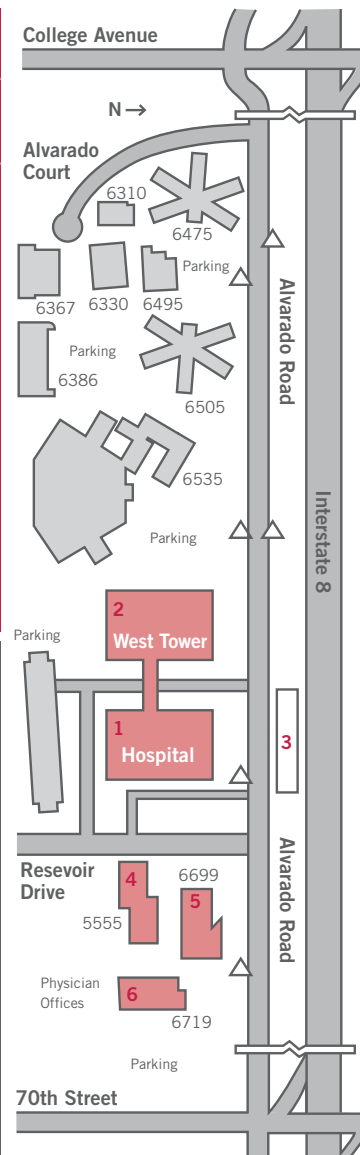 College Avenue
N →
Alvarado
Court
6310
6475
Parking
6367
6330
6495
Alvarado Road
Parking
6386
6505
6535
Interstate 8
Parking
2
West Tower
Parking
1
Hospital
3
Resevoir
Drive
4
6699
5
5555
Alvarado Road
Physician
Offices
6
6719
Parking
70th Street